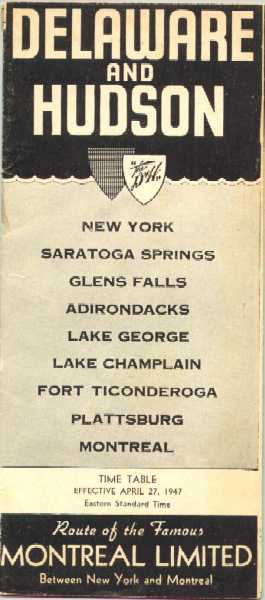 DELAWARE
AND
HUDSON
"The
D&H"
NEW YORK
SARATOGA SPRINGS
GLENS FALLS
ADIRONDACKS
LAKE GEORGE
LAKE CHAMPLAIN
FORT TICONDEROGA
PLATTSBURG
MONTREAL
TIME TABLE
EFFECTIVE APRIL 27, 1947
Eastern Standard Time
Route of the Famous
MONTREAL LIMITED
Between New York and Montreal